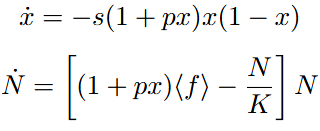 ẋ = −s(1 + px)x(1 − x)
Ṅ = [(1 + px)⟨f⟩ − N/K] N